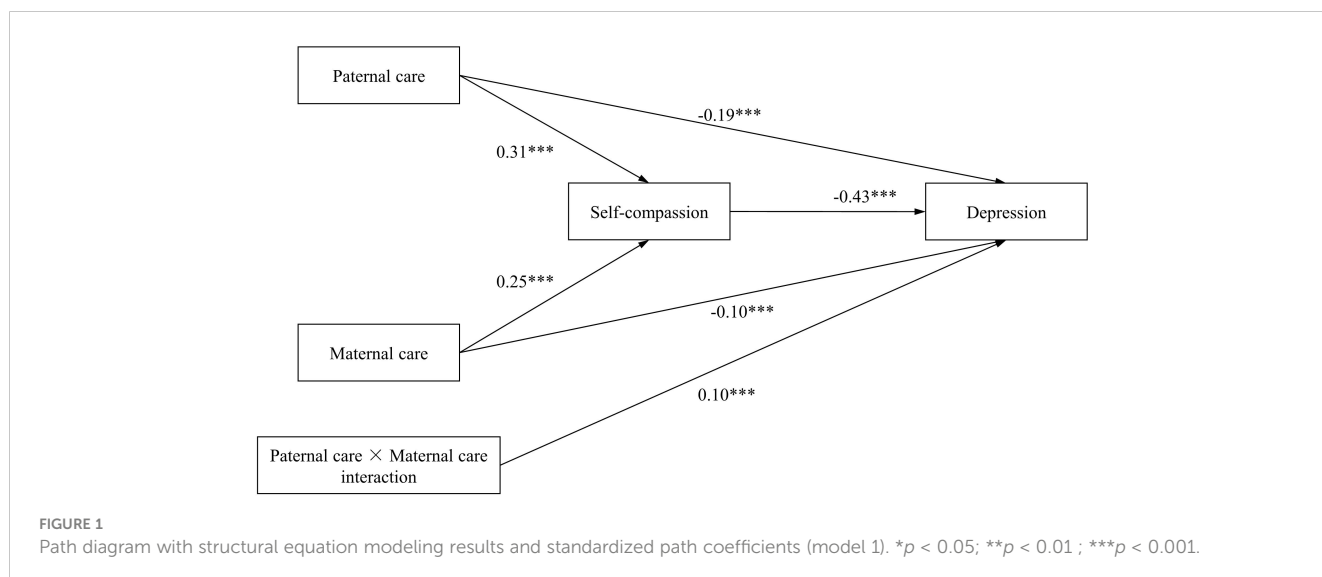 Paternal care
-0.19***
0.31***
Self-compassion
-0.43***
Depression
0.25***
-0.10***
Maternal care
0.10***
Paternal care × Maternal care
interaction
FIGURE 1
Path diagram with structural equation modeling results and standardized path coefficients (model 1). *p < 0.05; **p < 0.01 ; ***p < 0.001.